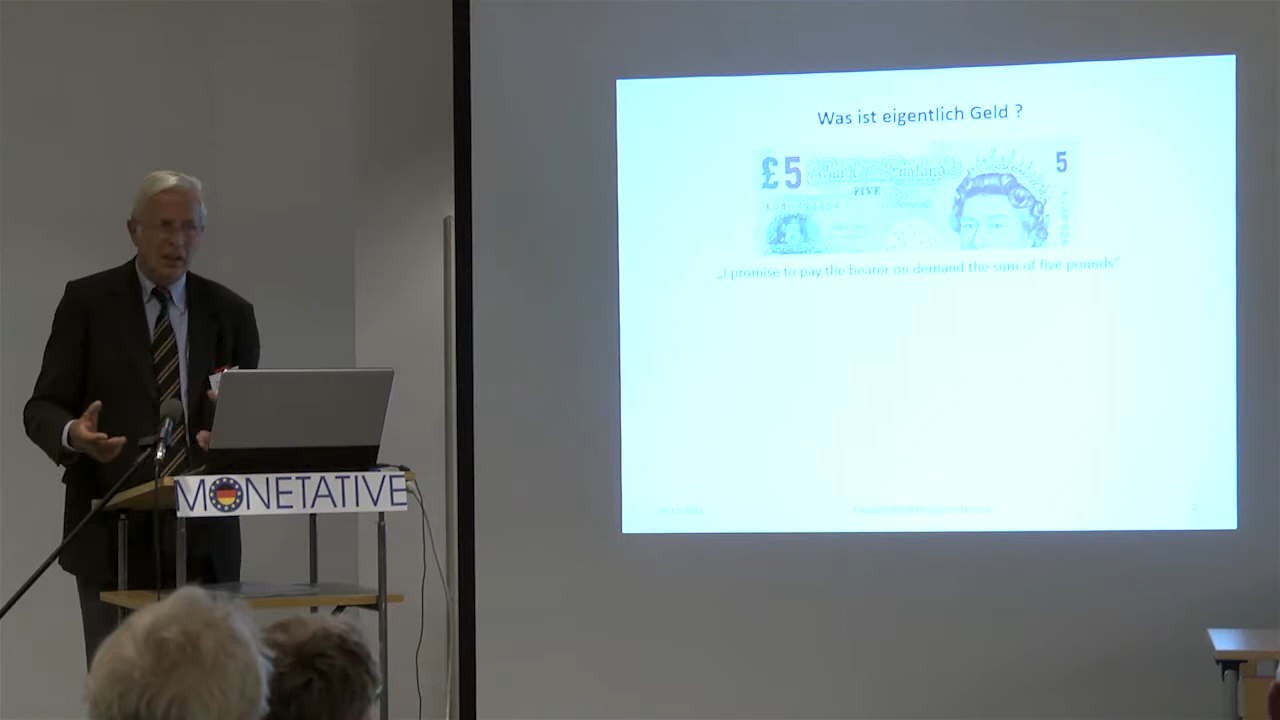 Was ist eigentlich Geld ?
£5
5
FIVE
„I promise to pay the bearer on demand the sum of five pounds"
MONETATIVE